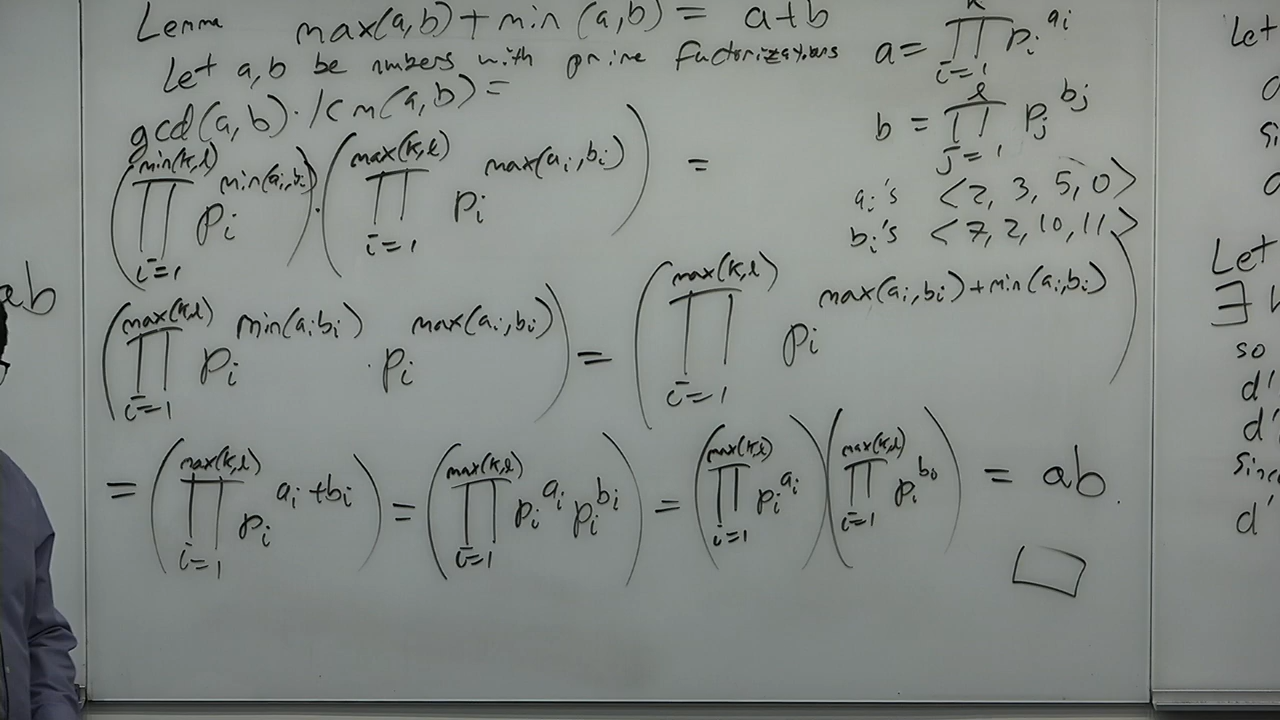 Lemma max(a,b) + min(a,b) = a+b
Let a,b be numbers with prime factorizations
a = ∏_{i=1}^{k} p_i^{a_i}
b = ∏_{j=1}^{l} p_j^{b_j}
gcd(a,b) · lcm(a,b) =
(∏_{i=1}^{min(k,l)} p_i^{min(a_i,b_i)}) · (∏_{i=1}^{max(k,l)} p_i^{max(a_i,b_i)}) =
a_i's <2, 3, 5, 0>
b_i's <7, 2, 10, 11>
(∏_{i=1}^{max(k,l)} p_i^{min(a_i b_i)} · p_i^{max(a_i,b_i)}) = (∏_{i=1}^{max(k,l)} p_i^{max(a_i,b_i)+min(a_i,b_i)})
= (∏_{i=1}^{max(k,l)} p_i^{a_i+b_i}) = (∏_{i=1}^{max(k,l)} p_i^{a_i} p_i^{b_i}) = (∏_{i=1}^{max(k,l)} p_i^{a_i})(∏_{i=1}^{max(k,l)} p_i^{b_i}) = ab.
□
ab
Let
Let
∃
so
d'
d'
since
d'